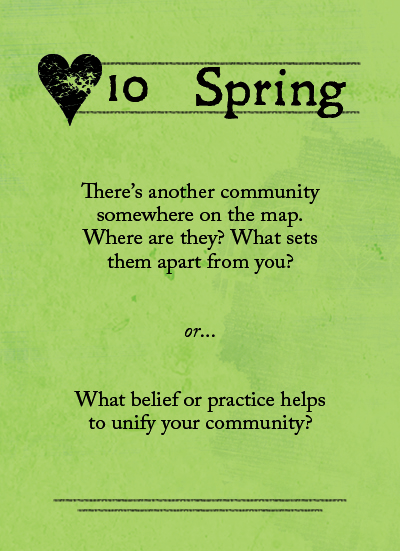 10 Spring
There's another community
somewhere on the map.
Where are they? What sets
them apart from you?
or...
What belief or practice helps
to unify your community?